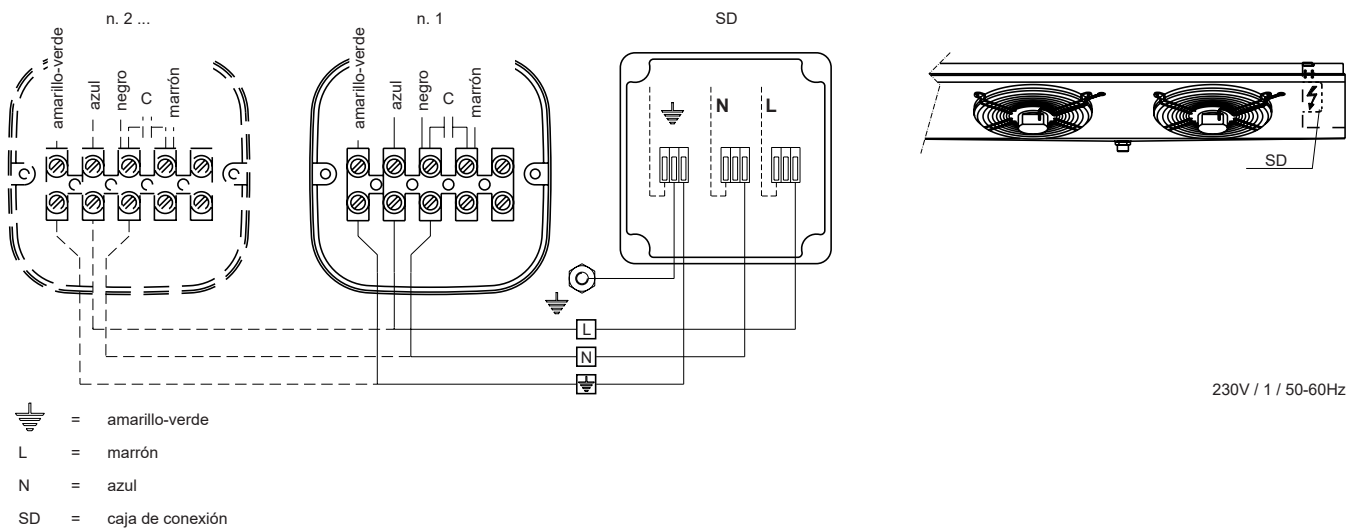 n. 2 ...
n. 1
SD
amarillo-verde
azul
negro
C
marrón
amarillo-verde
azul
negro
C
marrón
N
L
SD
L
N
230V / 1 / 50-60Hz
= amarillo-verde
L = marrón
N = azul
SD = caja de conexión